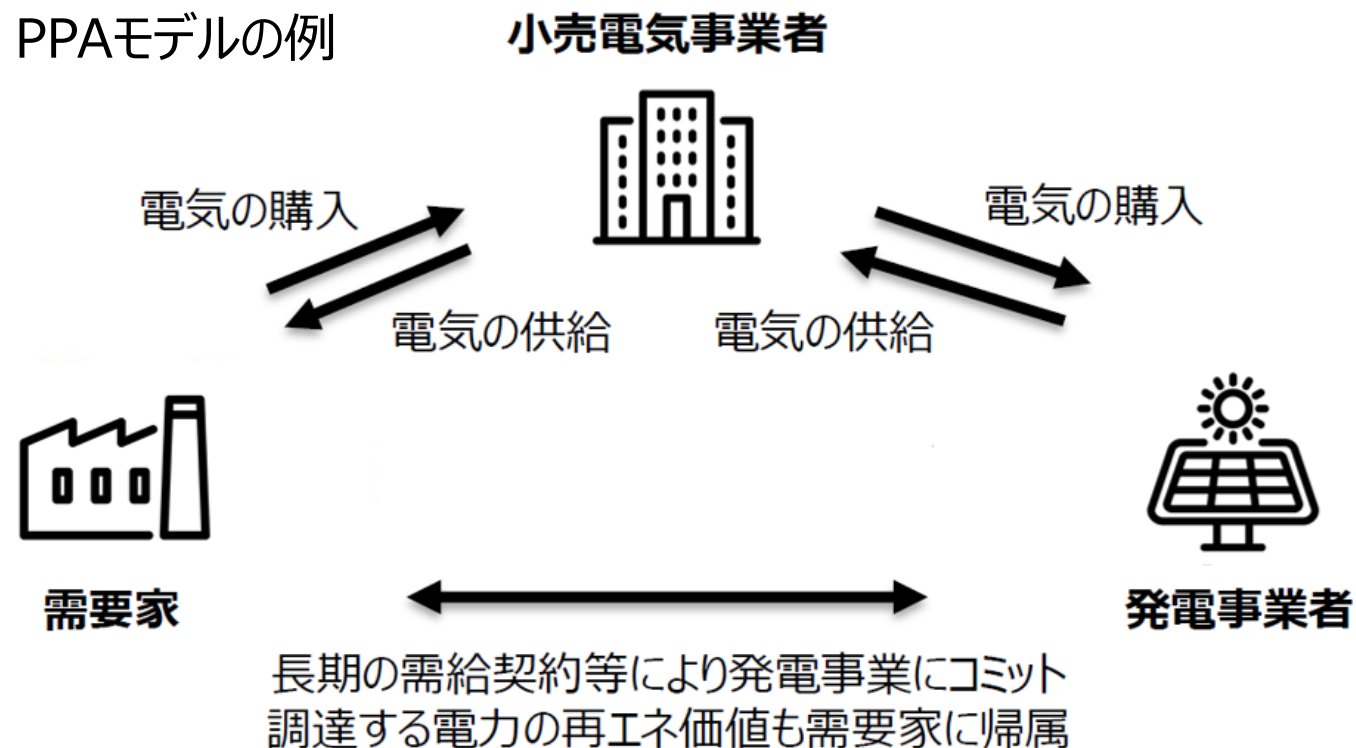 PPAモデルの例
小売電気事業者
電気の購入
電気の購入
電気の供給
電気の供給
需要家
発電事業者
長期の需給契約等により発電事業にコミット
調達する電力の再エネ価値も需要家に帰属